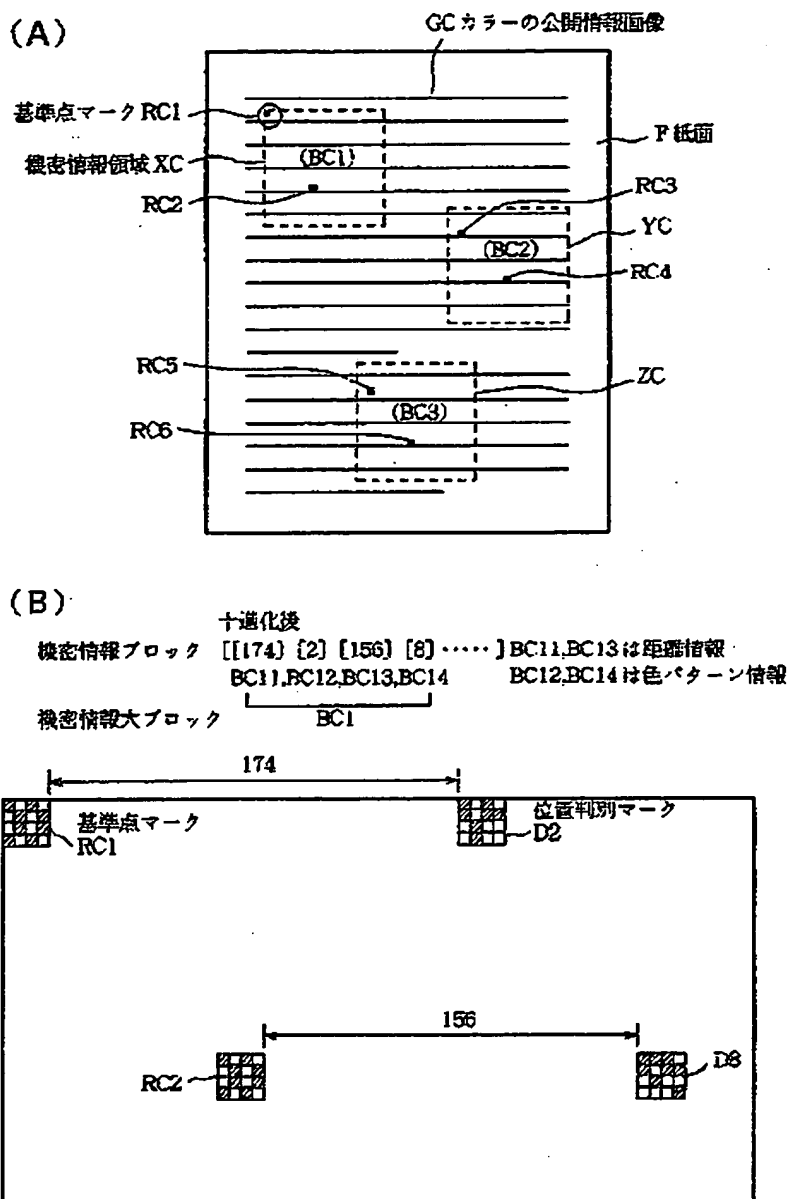 (A)
GCカラーの公開情報画像
基準点マークRC1
F紙面
(BC1)
機密情報領域XC
RC3
RC2
YC
(BC2)
RC4
RC5
ZC
(BC3)
RC6
(B)
十進化後
機密情報ブロック [[174] [2] [156] [8]‥‥‥] BC11,BC13は距離情報
BC11,BC12,BC13,BC14 BC12,BC14は色パターン情報
機密情報大ブロック BC1
174
基準点マーク
RC1
位置判別マーク
D2
156
RC2
D8